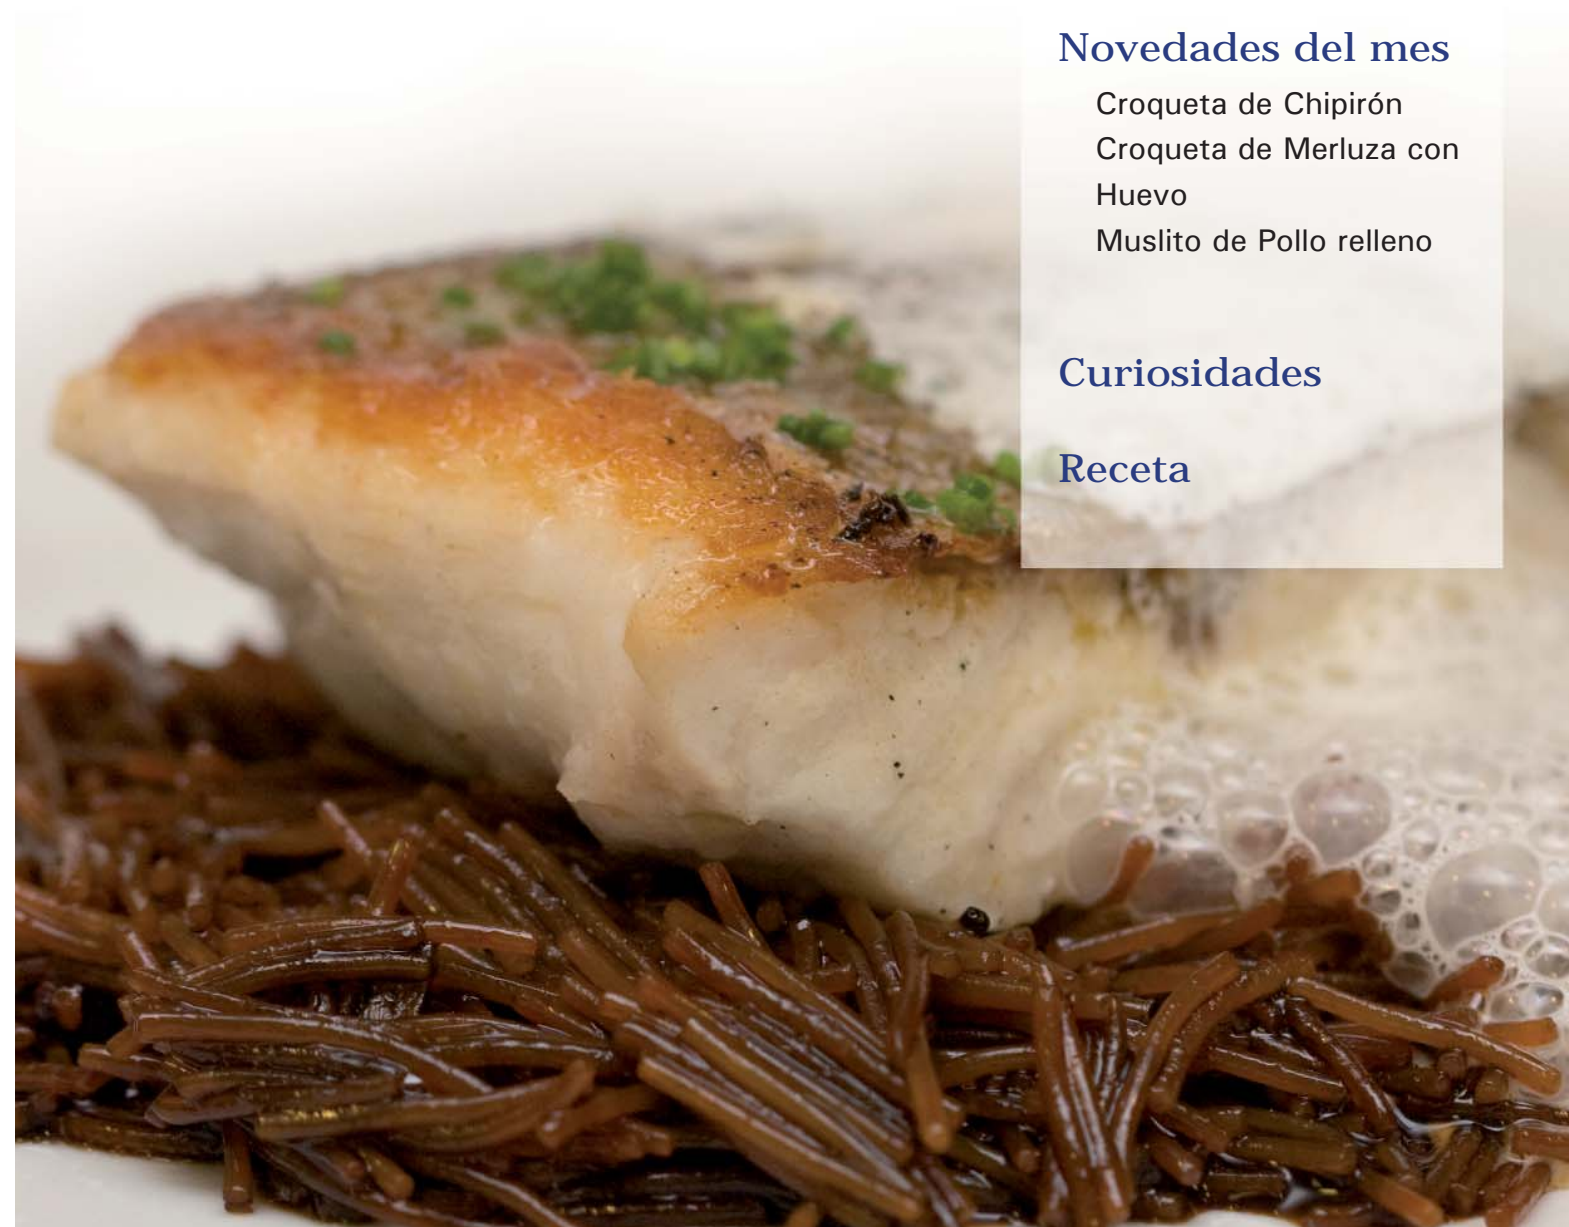 Novedades del mes
Croqueta de Chipirón
Croqueta de Merluza con
Huevo
Muslito de Pollo relleno
Curiosidades
Receta